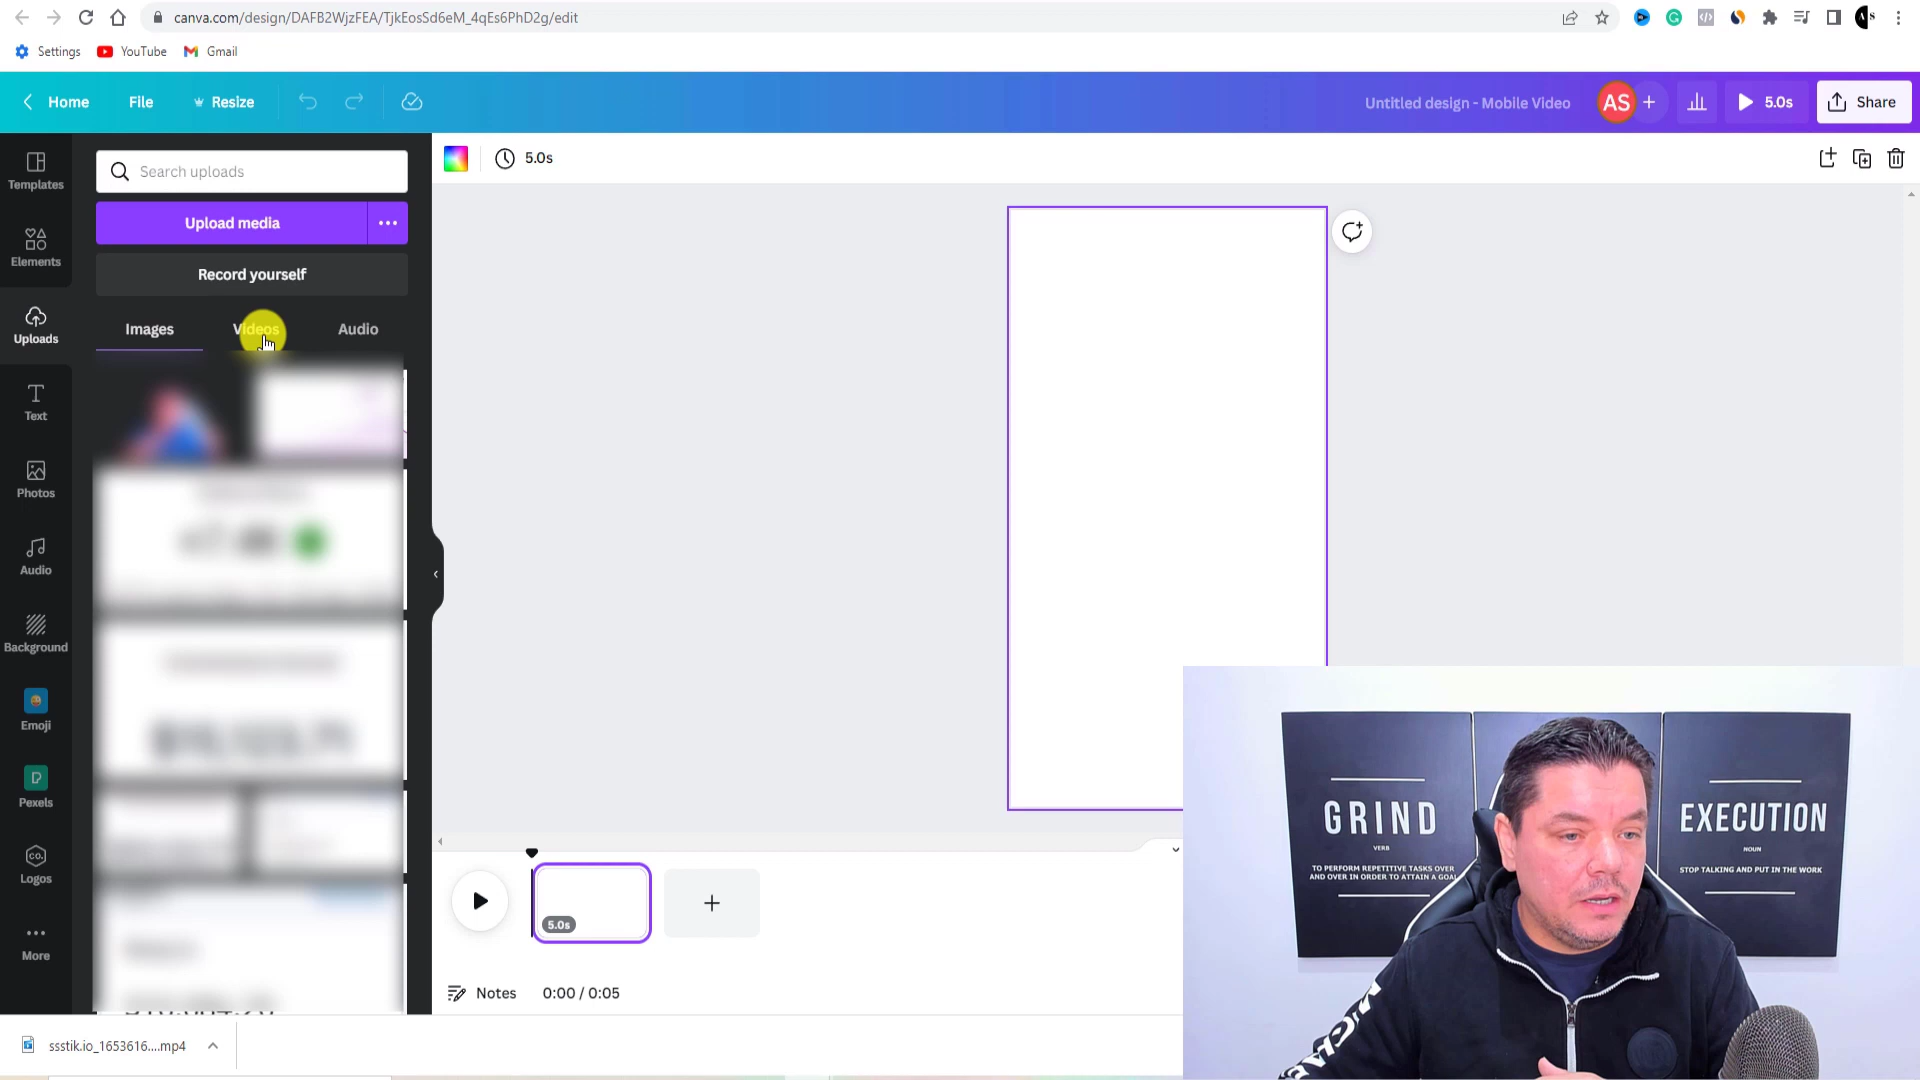 canva.com/design/DAFB2WjzFEA/TjkEosSd6eM_4qEs6PhD2g/edit
Settings YouTube Gmail
Home File Resize Untitled design - Mobile Video AS + 5.0s Share
Templates
Elements
Uploads
Text
Photos
Audio
Background
Emoji
Pexels
CO.
Logos
More
Search uploads
Upload media
Record yourself
Images Videos Audio
5.0s
5.0s
Notes 0:00 / 0:05
ssstik.io_1653616....mp4
GRIND
VERB
TO PERFORM REPETITIVE TASKS OVER
AND OVER IN ORDER TO ATTAIN A GOAL
EXECUTION
NOUN
STOP TALKING AND PUT IN THE WORK